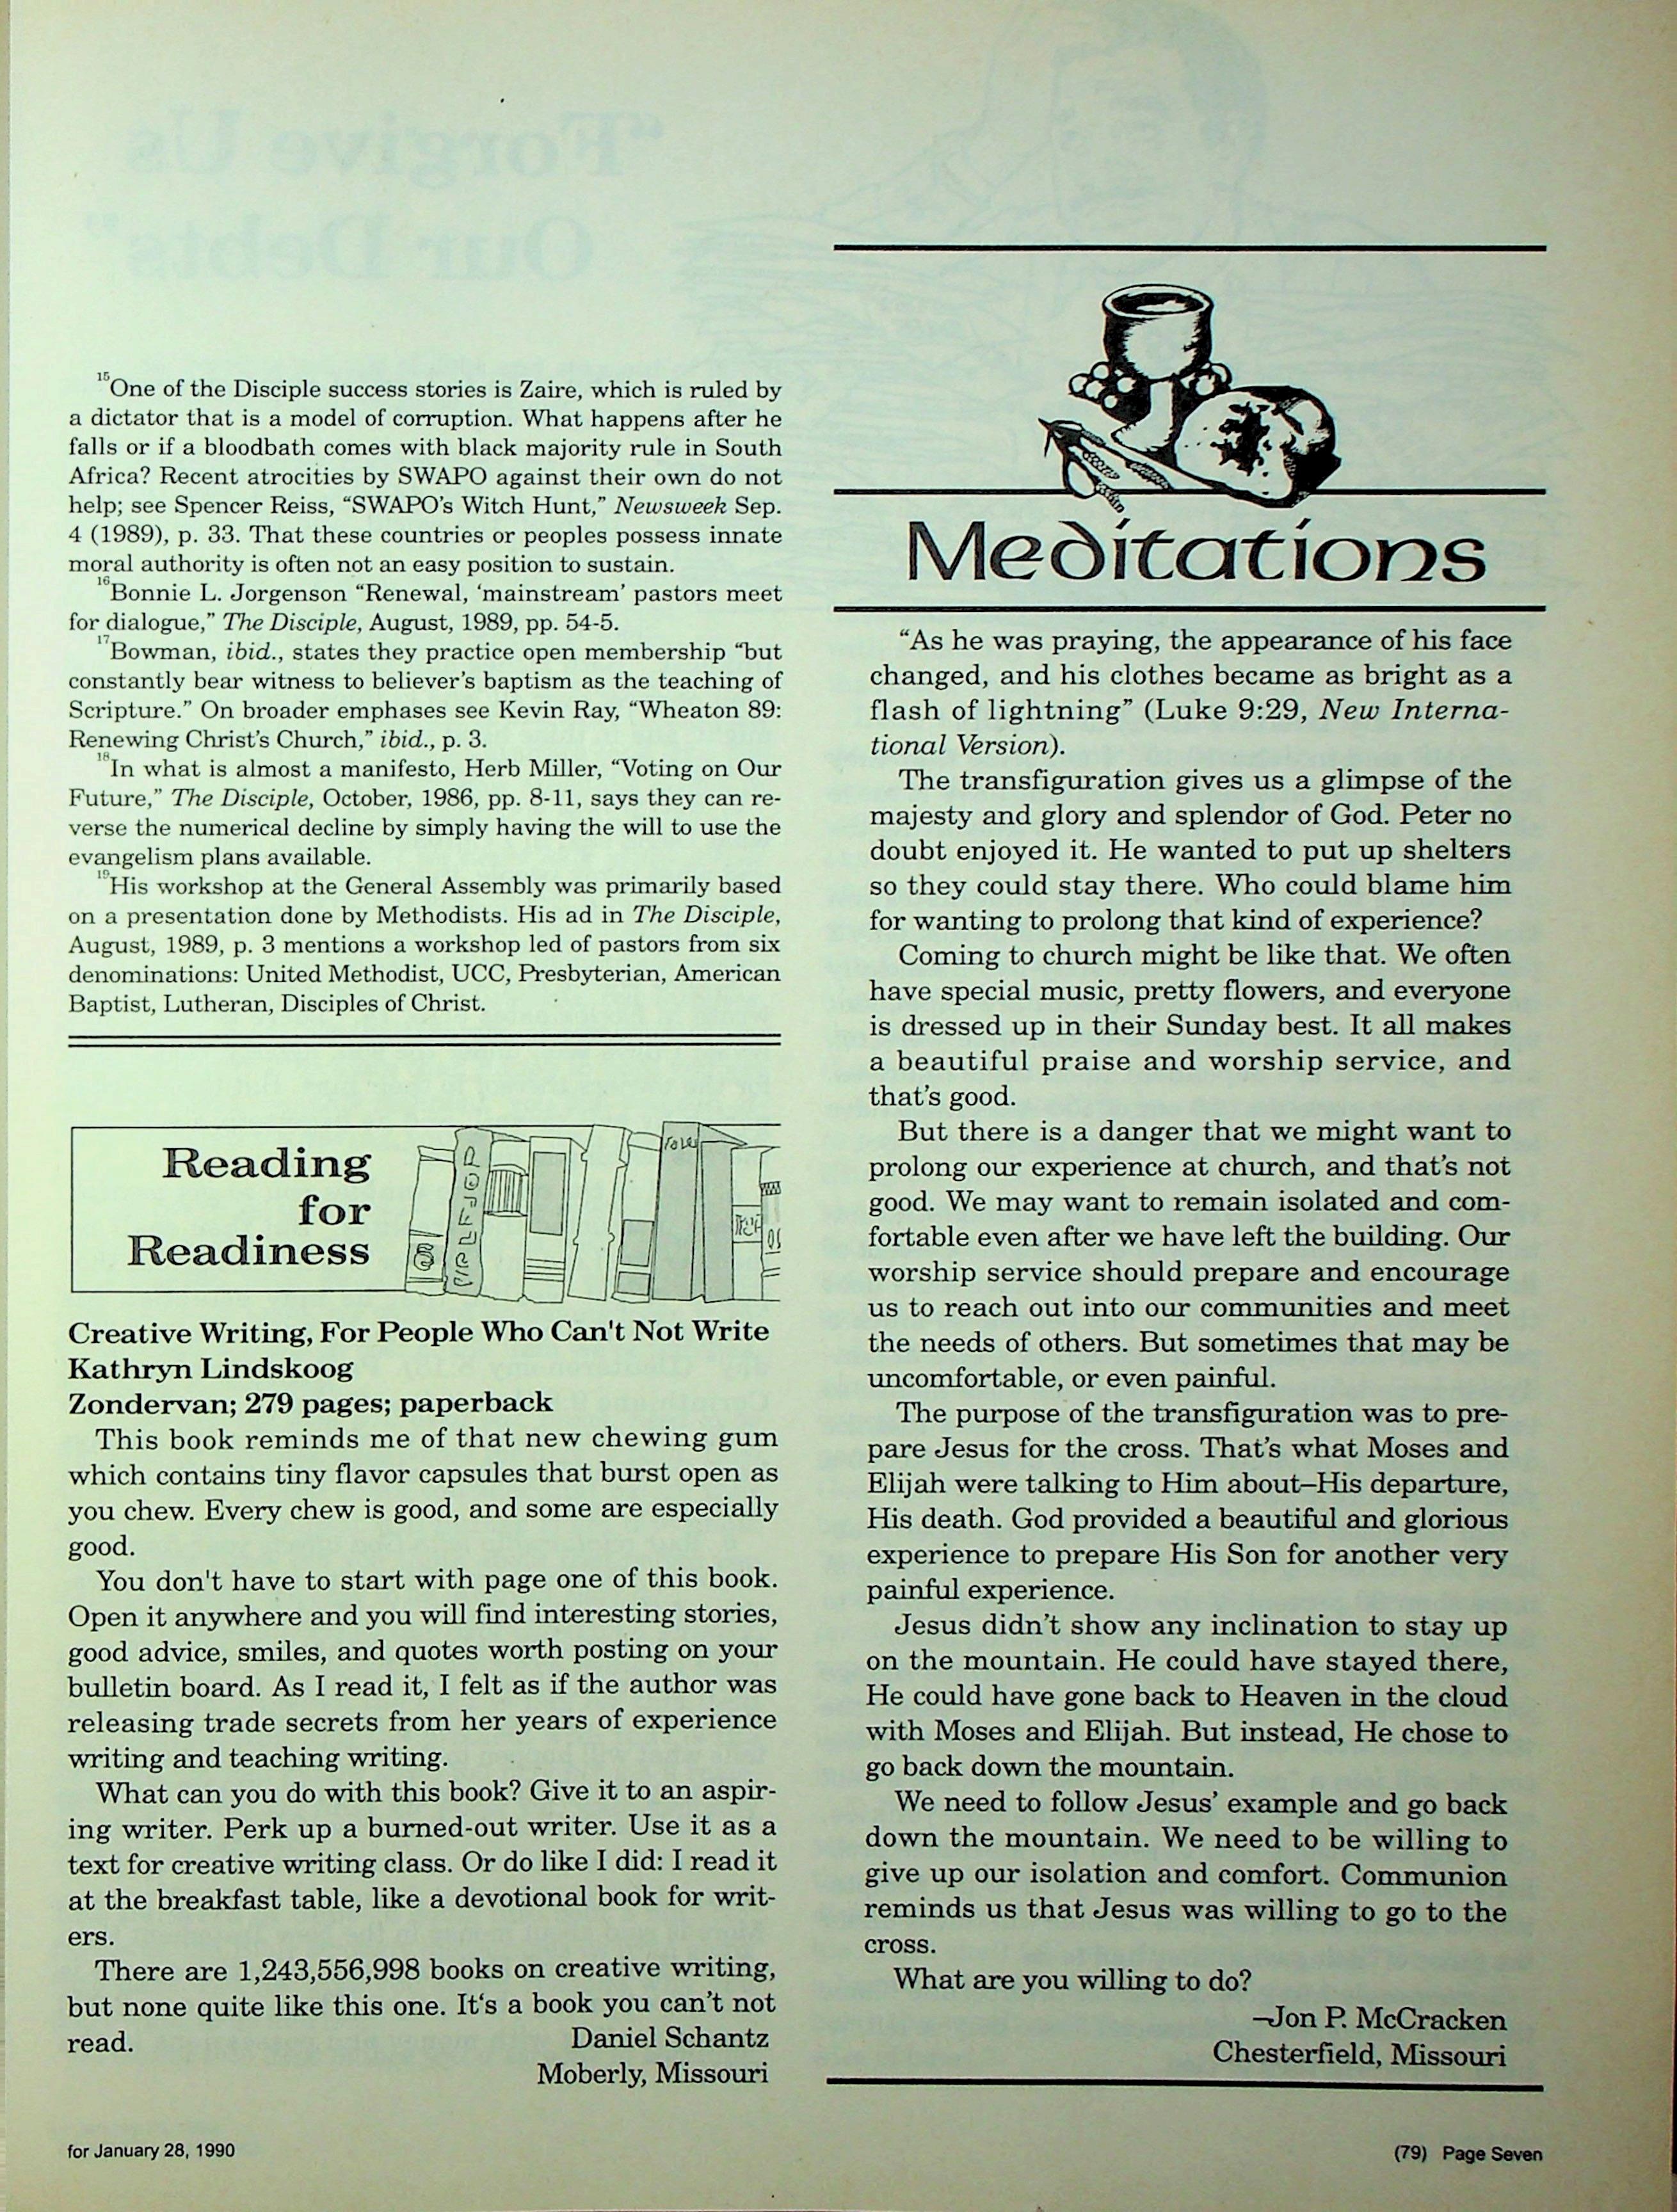 15One of the Disciple success stories is Zaire, which is ruled by
a dictator that is a model of corruption. What happens after he
falls or if a bloodbath comes with black majority rule in South
Africa? Recent atrocities by SWAPO against their own do not
help; see Spencer Reiss, “SWAPO’s Witch Hunt,” Newsweek Sep.
4 (1989), p. 33. That these countries or peoples possess innate
moral authority is often not an easy position to sustain.
16Bonnie L. Jorgenson “Renewal, ‘mainstream’ pastors meet
for dialogue,” The Disciple, August, 1989, pp. 54-5.
17Bowman, ibid., states they practice open membership “but
constantly bear witness to believer’s baptism as the teaching of
Scripture.” On broader emphases see Kevin Ray, “Wheaton 89:
Renewing Christ’s Church,” ibid., p. 3.
18In what is almost a manifesto, Herb Miller, “Voting on Our
Future,” The Disciple, October, 1986, pp. 8-11, says they can re-
verse the numerical decline by simply having the will to use the
evangelism plans available.
19His workshop at the General Assembly was primarily based
on a presentation done by Methodists. His ad in The Disciple,
August, 1989, p. 3 mentions a workshop led of pastors from six
denominations: United Methodist, UCC, Presbyterian, American
Baptist, Lutheran, Disciples of Christ.
Reading
for
Readiness
Creative Writing, For People Who Can't Not Write
Kathryn Lindskoog
Zondervan; 279 pages; paperback
This book reminds me of that new chewing gum
which contains tiny flavor capsules that burst open as
you chew. Every chew is good, and some are especially
good.
You don't have to start with page one of this book.
Open it anywhere and you will find interesting stories,
good advice, smiles, and quotes worth posting on your
bulletin board. As I read it, I felt as if the author was
releasing trade secrets from her years of experience
writing and teaching writing.
What can you do with this book? Give it to an aspir-
ing writer. Perk up a burned-out writer. Use it as a
text for creative writing class. Or do like I did: I read it
at the breakfast table, like a devotional book for writ-
ers.
There are 1,243,556,998 books on creative writing,
but none quite like this one. It‘s a book you can’t not
read.
Daniel Schantz
Moberly, Missouri
Meditations
“As he was praying, the appearance of his face
changed, and his clothes became as bright as a
flash of lightning” (Luke 9:29, New Interna-
tional Version).
The transfiguration gives us a glimpse of the
majesty and glory and splendor of God. Peter no
doubt enjoyed it. He wanted to put up shelters
so they could stay there. Who could blame him
for wanting to prolong that kind of experience?
Coming to church might be like that. We often
have special music, pretty flowers, and everyone
is dressed up in their Sunday best. It all makes
a beautiful praise and worship service, and
that’s good.
But there is a danger that we might want to
prolong our experience at church, and that’s not
good. We may want to remain isolated and com-
fortable even after we have left the building. Our
worship service should prepare and encourage
us to reach out into our communities and meet
the needs of others. But sometimes that may be
uncomfortable, or even painful.
The purpose of the transfiguration was to pre-
pare Jesus for the cross. That’s what Moses and
Elijah were talking to Him about–His departure,
His death. God provided a beautiful and glorious
experience to prepare His Son for another very
painful experience.
Jesus didn’t show any inclination to stay up
on the mountain. He could have stayed there,
He could have gone back to Heaven in the cloud
with Moses and Elijah. But instead, He chose to
go back down the mountain.
We need to follow Jesus’ example and go back
down the mountain. We need to be willing to
give up our isolation and comfort. Communion
reminds us that Jesus was willing to go to the
cross.
What are you willing to do?
–Jon P. McCracken
Chesterfield, Missouri
for January 28, 1990
(79) Page Seven